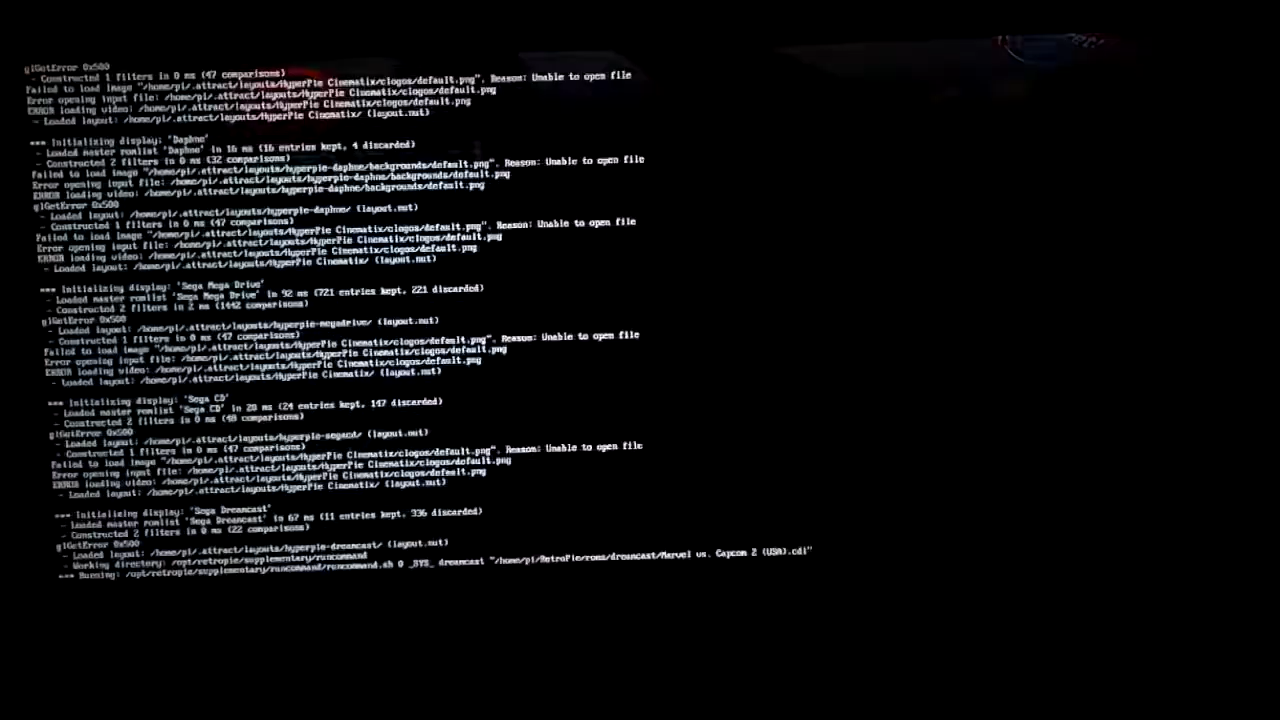 glGetError 0x500
- Constructed 1 filters in 0 ms (47 comparisons)
Failed to load image "/home/pi/.attract/layouts/HyperPie Cinematix/clogos/default.png". Reason: Unable to open file
Error opening input file: /home/pi/.attract/layouts/HyperPie Cinematix/clogos/default.png
ERROR loading video: /home/pi/.attract/layouts/HyperPie Cinematix/clogos/default.png
- Loaded layout: /home/pi/.attract/layouts/HyperPie Cinematix/ (layout.nut)
*** Initializing display: 'Daphne'
- Loaded master romlist 'Daphne' in 16 ms (16 entries kept, 4 discarded)
- Constructed 2 filters in 0 ms (32 comparisons)
Failed to load image "/home/pi/.attract/layouts/hyperpie-daphne/backgrounds/default.png". Reason: Unable to open file
Error opening input file: /home/pi/.attract/layouts/hyperpie-daphne/backgrounds/default.png
ERROR loading video: /home/pi/.attract/layouts/hyperpie-daphne/backgrounds/default.png
glGetError 0x500
- Loaded layout: /home/pi/.attract/layouts/hyperpie-daphne/ (layout.nut)
- Constructed 1 filters in 0 ms (47 comparisons)
Failed to load image "/home/pi/.attract/layouts/HyperPie Cinematix/clogos/default.png". Reason: Unable to open file
Error opening input file: /home/pi/.attract/layouts/HyperPie Cinematix/clogos/default.png
ERROR loading video: /home/pi/.attract/layouts/HyperPie Cinematix/clogos/default.png
- Loaded layout: /home/pi/.attract/layouts/HyperPie Cinematix/ (layout.nut)
*** Initializing display: 'Sega Mega Drive'
- Loaded master romlist 'Sega Mega Drive' in 92 ms (721 entries kept, 221 discarded)
- Constructed 2 filters in 2 ms (1442 comparisons)
glGetError 0x500
- Loaded layout: /home/pi/.attract/layouts/hyperpie-megadrive/ (layout.nut)
- Constructed 1 filters in 0 ms (47 comparisons)
Failed to load image "/home/pi/.attract/layouts/HyperPie Cinematix/clogos/default.png". Reason: Unable to open file
Error opening input file: /home/pi/.attract/layouts/HyperPie Cinematix/clogos/default.png
ERROR loading video: /home/pi/.attract/layouts/HyperPie Cinematix/clogos/default.png
- Loaded layout: /home/pi/.attract/layouts/HyperPie Cinematix/ (layout.nut)
*** Initializing display: 'Sega CD'
- Loaded master romlist 'Sega CD' in 20 ms (24 entries kept, 147 discarded)
- Constructed 2 filters in 0 ms (48 comparisons)
glGetError 0x500
- Loaded layout: /home/pi/.attract/layouts/hyperpie-segacd/ (layout.nut)
- Constructed 1 filters in 0 ms (47 comparisons)
Failed to load image "/home/pi/.attract/layouts/HyperPie Cinematix/clogos/default.png". Reason: Unable to open file
Error opening input file: /home/pi/.attract/layouts/HyperPie Cinematix/clogos/default.png
ERROR loading video: /home/pi/.attract/layouts/HyperPie Cinematix/clogos/default.png
- Loaded layout: /home/pi/.attract/layouts/HyperPie Cinematix/ (layout.nut)
*** Initializing display: 'Sega Dreamcast'
- Loaded master romlist 'Sega Dreamcast' in 67 ms (11 entries kept, 336 discarded)
- Constructed 2 filters in 0 ms (22 comparisons)
glGetError 0x500
- Loaded layout: /home/pi/.attract/layouts/hyperpie-dreamcast/ (layout.nut)
- Working directory: /opt/retropie/supplementary/runcommand
*** Running: /opt/retropie/supplementary/runcommand/runcommand.sh 0 _SYS_ dreamcast "/home/pi/RetroPie/roms/dreamcast/Marvel vs. Capcom 2 (USA).cdi"